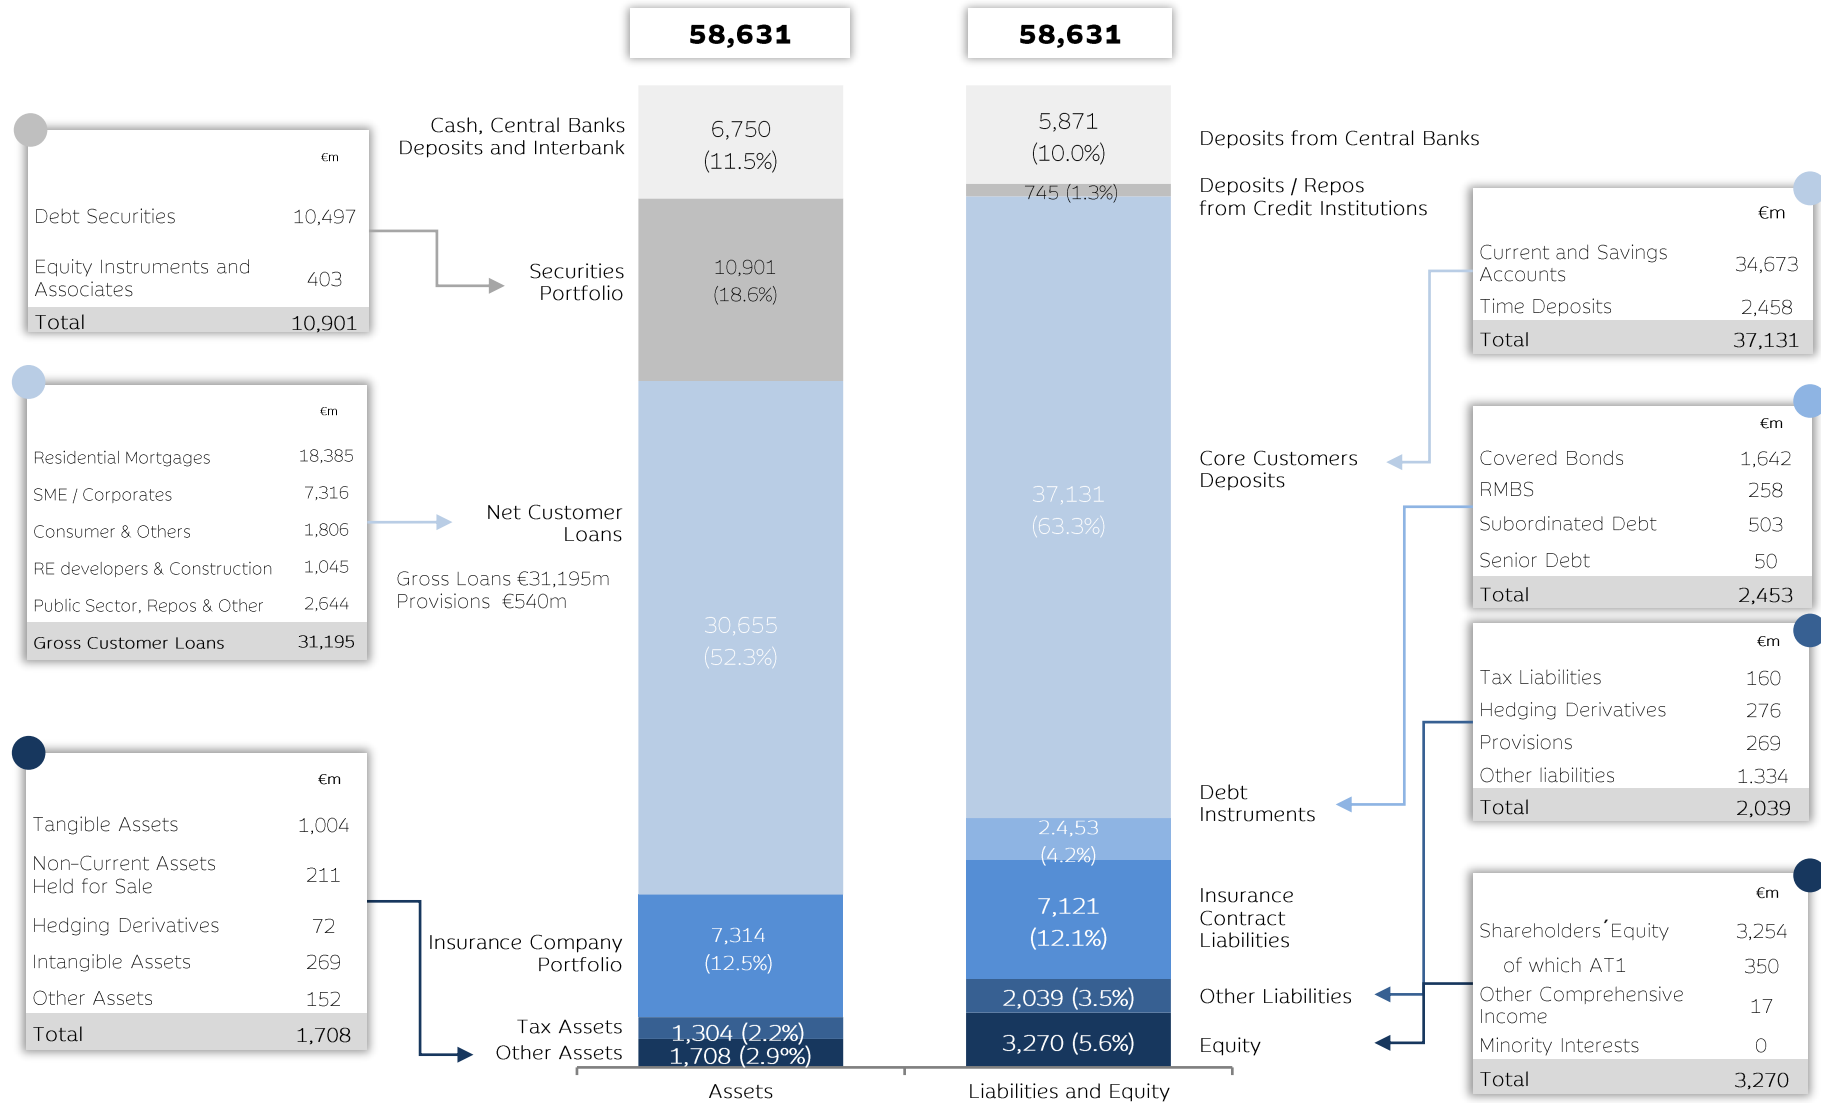 58,631
58,631
€m
Debt Securities 10,497
Equity Instruments and
Associates 403
Total 10,901
€m
Residential Mortgages 18,385
SME / Corporates 7,316
Consumer & Others 1,806
RE developers & Construction 1,045
Public Sector, Repos & Other 2,644
Gross Customer Loans 31,195
€m
Tangible Assets 1,004
Non-Current Assets
Held for Sale 211
Hedging Derivatives 72
Intangible Assets 269
Other Assets 152
Total 1,708
Cash, Central Banks
Deposits and Interbank
Securities
Portfolio
Net Customer
Loans
Gross Loans €31,195m
Provisions €540m
Insurance Company
Portfolio
Tax Assets
Other Assets
6,750
(11.5%)
10,901
(18.6%)
30,655
(52.3%)
7,314
(12.5%)
1,304 (2.2%)
1,708 (2.9%)
Assets
5,871
(10.0%)
745 (1.3%)
37,131
(63.3%)
2.4,53
(4.2%)
7,121
(12.1%)
2,039 (3.5%)
3,270 (5.6%)
Liabilities and Equity
Deposits from Central Banks
Deposits / Repos
from Credit Institutions
Core Customers
Deposits
Debt
Instruments
Insurance
Contract
Liabilities
Other Liabilities
Equity
€m
Current and Savings
Accounts 34,673
Time Deposits 2,458
Total 37,131
€m
Covered Bonds 1,642
RMBS 258
Subordinated Debt 503
Senior Debt 50
Total 2,453
€m
Tax Liabilities 160
Hedging Derivatives 276
Provisions 269
Other liabilities 1.334
Total 2,039
€m
Shareholders´Equity 3,254
of which AT1 350
Other Comprehensive
Income 17
Minority Interests 0
Total 3,270